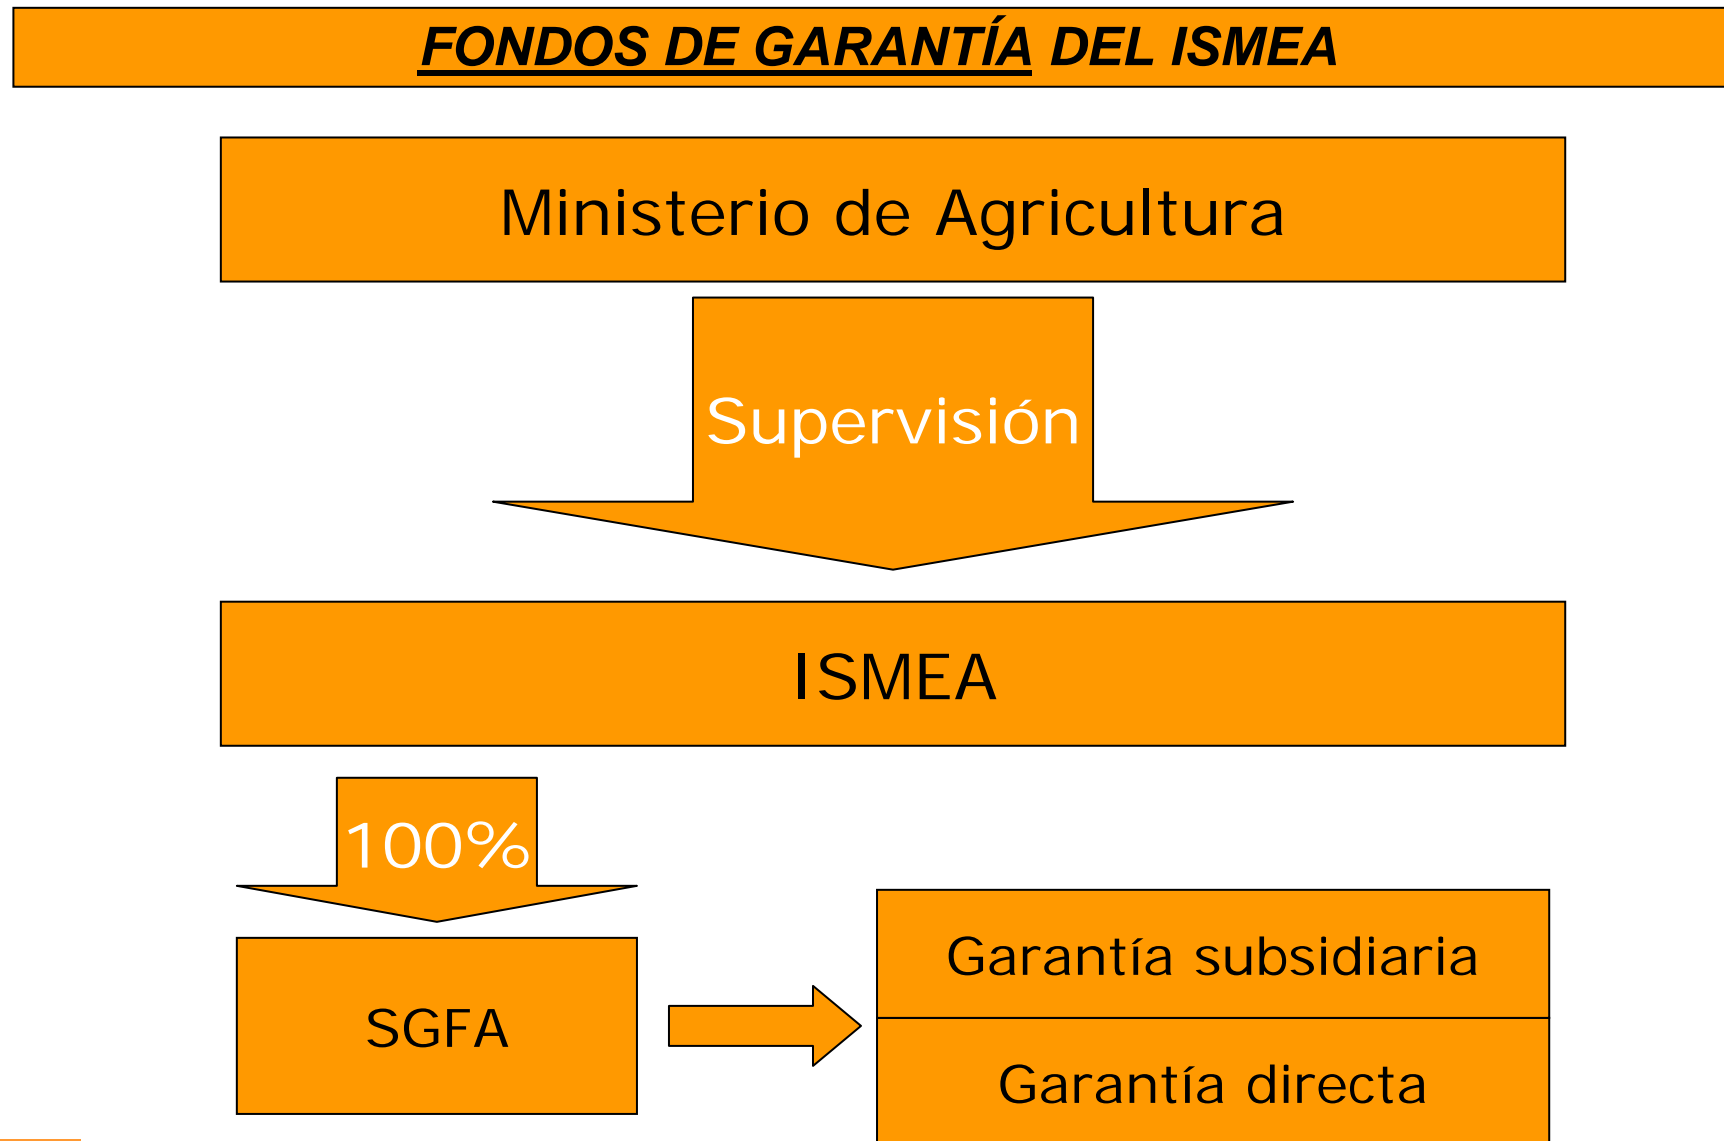 FONDOS DE GARANTÍA DEL ISMEA
Ministerio de Agricultura
Supervisión
ISMEA
100%
SGFA
Garantía subsidiaria
Garantía directa